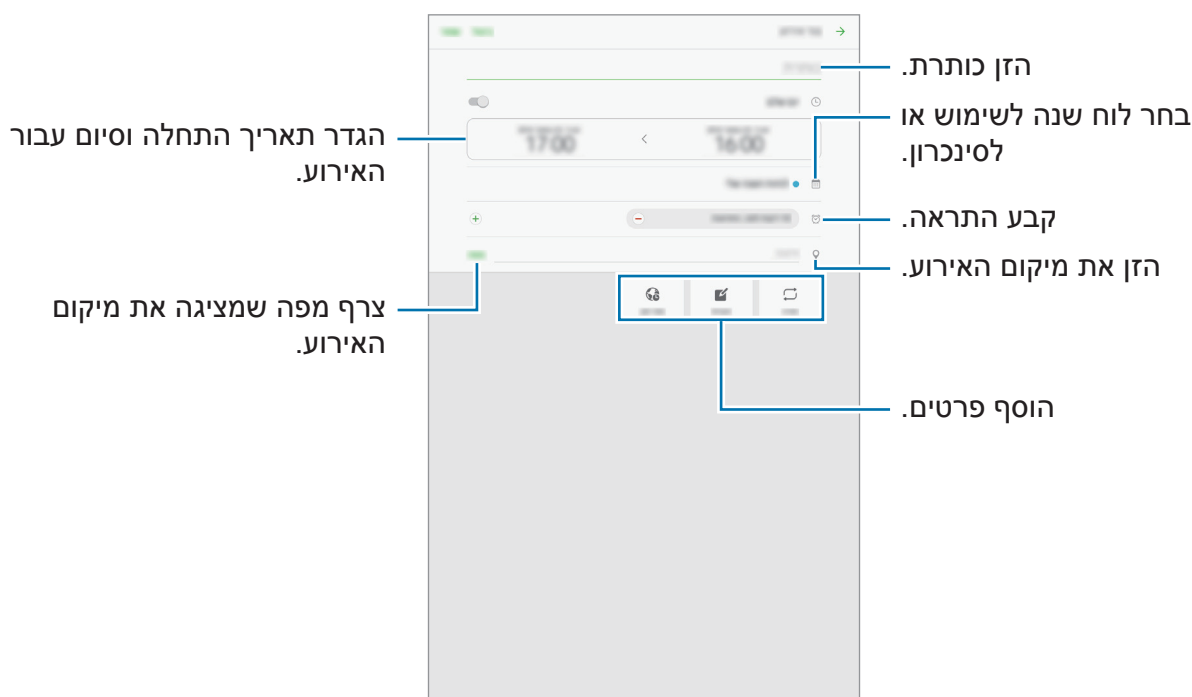 הזן כותרת.
בחר לוח שנה לשימוש או
לסינכרון.
קבע התראה.
הזן את מיקום האירוע.
הוסף פרטים.
הגדר תאריך התחלה וסיום עבור
האירוע.
צרף מפה שמציגה את מיקום
האירוע.
16:00
17:00